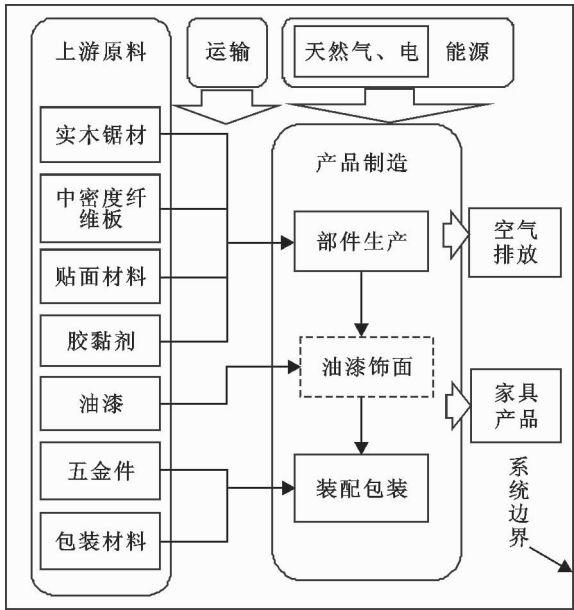 上游原料
运输
天然气、电
能源
实木锯材
中密度纤
维板
贴面材料
胶黏剂
油漆
五金件
包装材料
产品制造
部件生产
油漆饰面
装配包装
空气
排放
家具
产品
系统边界